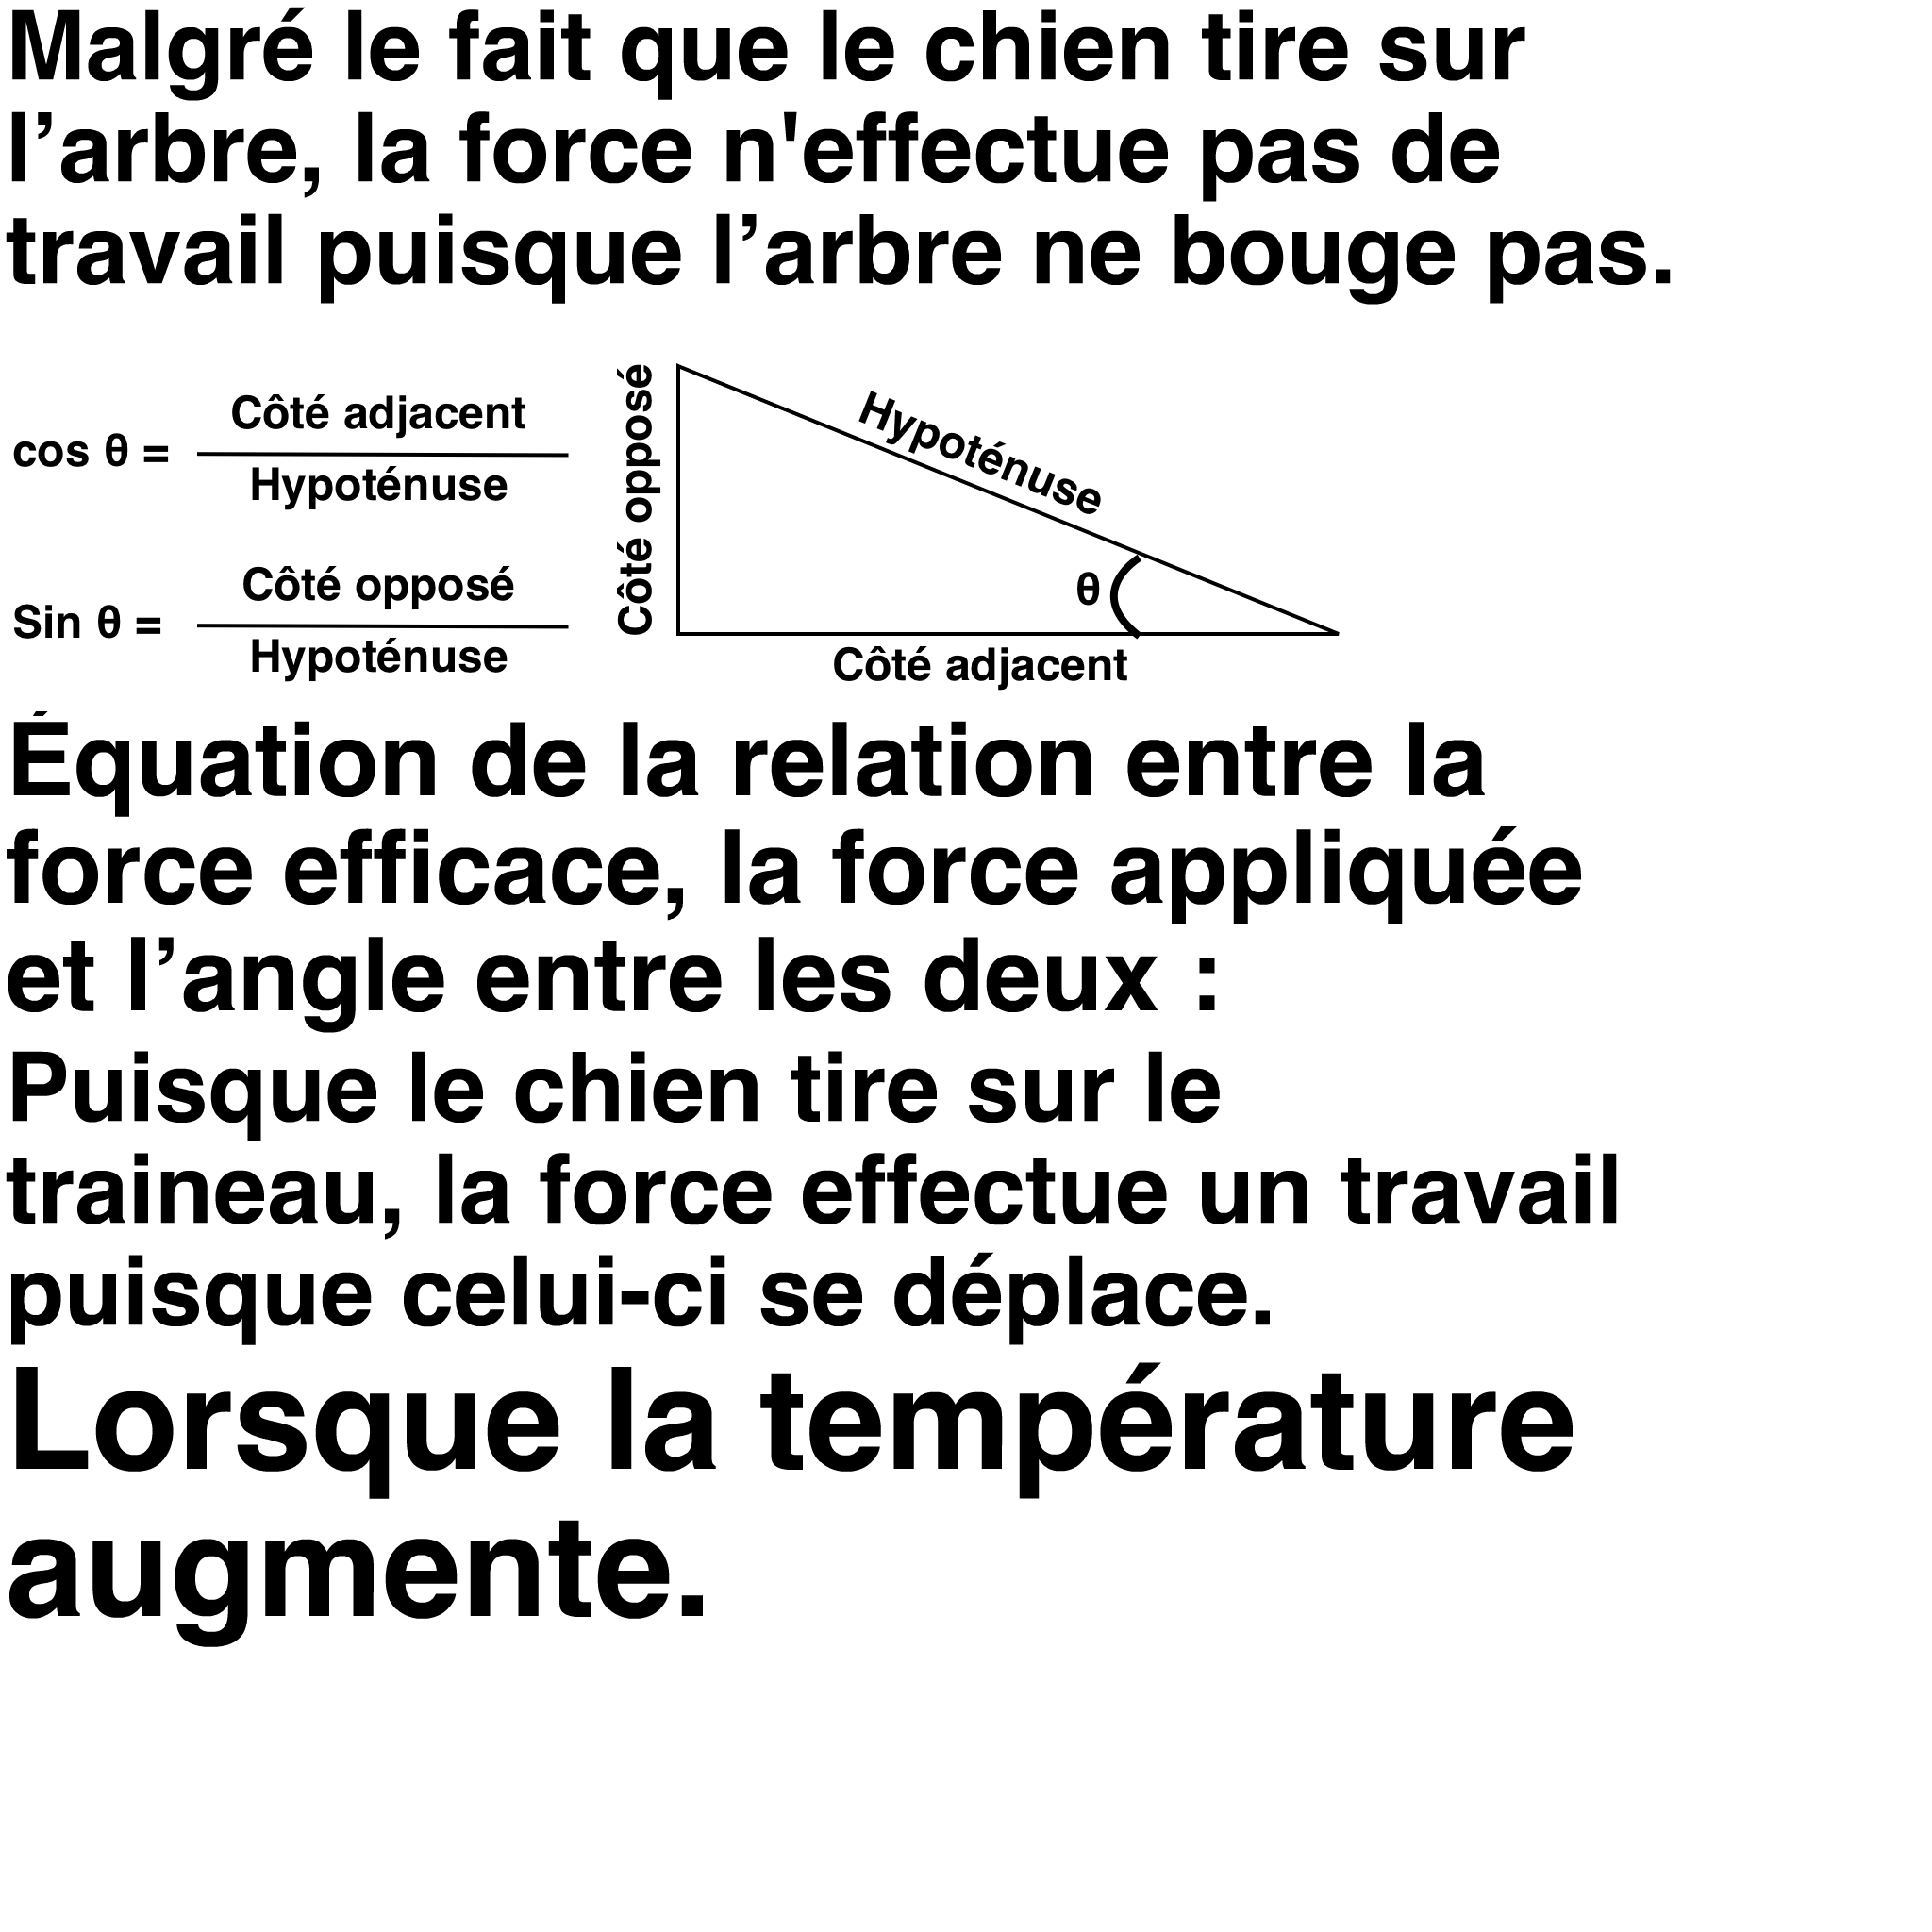 Malgré le fait que le chien tire sur
l’arbre, la force n'effectue pas de
travail puisque l’arbre ne bouge pas.
cos θ =
Côté adjacent
Hypoténuse
Sin θ =
Côté opposé
Hypoténuse
Côté opposé
Hypoténuse
θ
Côté adjacent
Équation de la relation entre la
force efficace, la force appliquée
et l’angle entre les deux :
Puisque le chien tire sur le
traineau, la force effectue un travail
puisque celui-ci se déplace.
Lorsque la température
augmente.